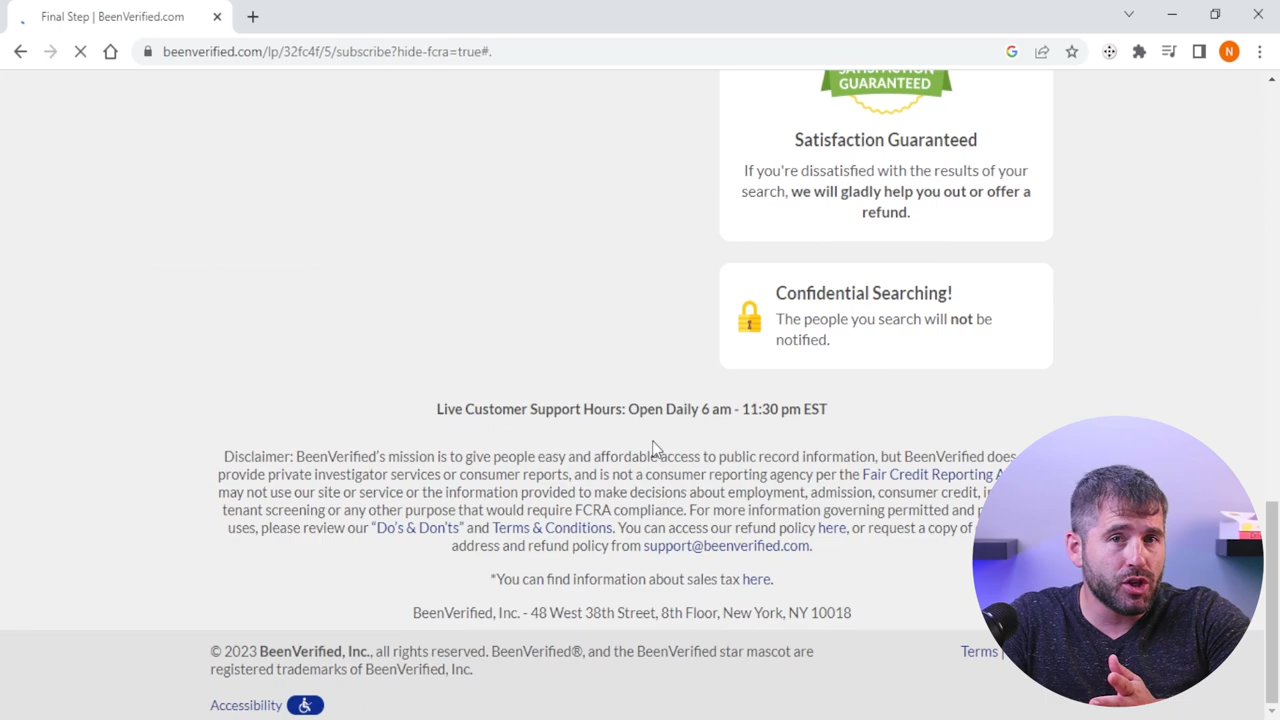 Final Step | BeenVerified.com
beenverified.com/lp/32fc4f/5/subscribe?hide-fcra=true#.
N
SATISFACTION
GUARANTEED
Satisfaction Guaranteed
If you're dissatisfied with the results of your
search, we will gladly help you out or offer a
refund.
Confidential Searching!
The people you search will not be
notified.
Live Customer Support Hours: Open Daily 6 am - 11:30 pm EST
Disclaimer: BeenVerified's mission is to give people easy and affordable access to public record information, but BeenVerified does
provide private investigator services or consumer reports, and is not a consumer reporting agency per the Fair Credit Reporting
may not use our site or service or the information provided to make decisions about employment, admission, consumer credit,
tenant screening or any other purpose that would require FCRA compliance. For more information governing permitted and
uses, please review our “Do's & Don'ts” and Terms & Conditions. You can access our refund policy here, or request a copy of
address and refund policy from support@beenverified.com.
*You can find information about sales tax here.
BeenVerified, Inc. - 48 West 38th Street, 8th Floor, New York, NY 10018
© 2023 BeenVerified, Inc., all rights reserved. BeenVerified®, and the BeenVerified star mascot are
registered trademarks of BeenVerified, Inc.
Terms |
Accessibility